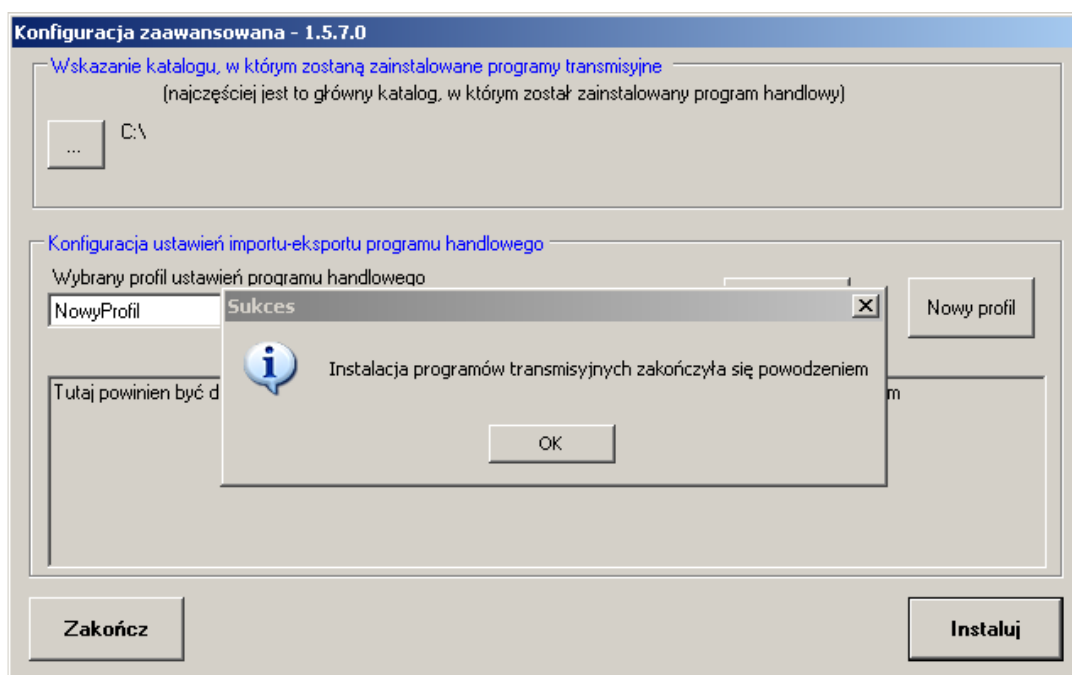 Konfiguracja zaawansowana - 1.5.7.0
Wskazanie katalogu, w którym zostaną zainstalowane programy transmisyjne
(najczęściej jest to główny katalog, w którym został zainstalowany program handlowy)
...
C:\
Konfiguracja ustawień importu-eksportu programu handlowego
Wybrany profil ustawień programu handlowego
NowyProfil
Nowy profil
Sukces
Instalacja programów transmisyjnych zakończyła się powodzeniem
OK
Tutaj powinien być d
m
Zakończ
Instaluj